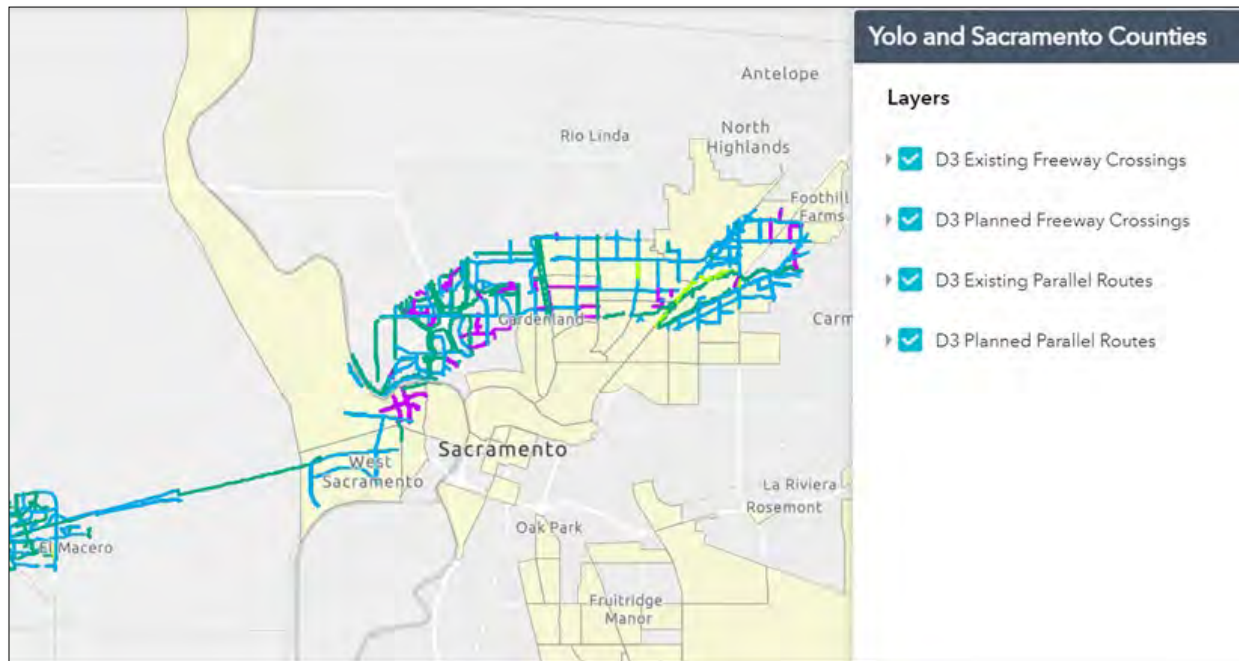 Yolo and Sacramento Counties
Layers
D3 Existing Freeway Crossings
D3 Planned Freeway Crossings
D3 Existing Parallel Routes
D3 Planned Parallel Routes
Antelope
Rio Linda
North
Highlands
Foothill
Farms
Gardenland
Carm
Sacramento
West
Sacramento
La Riviera
Rosemont
Oak Park
El Macero
Fruitridge
Manor